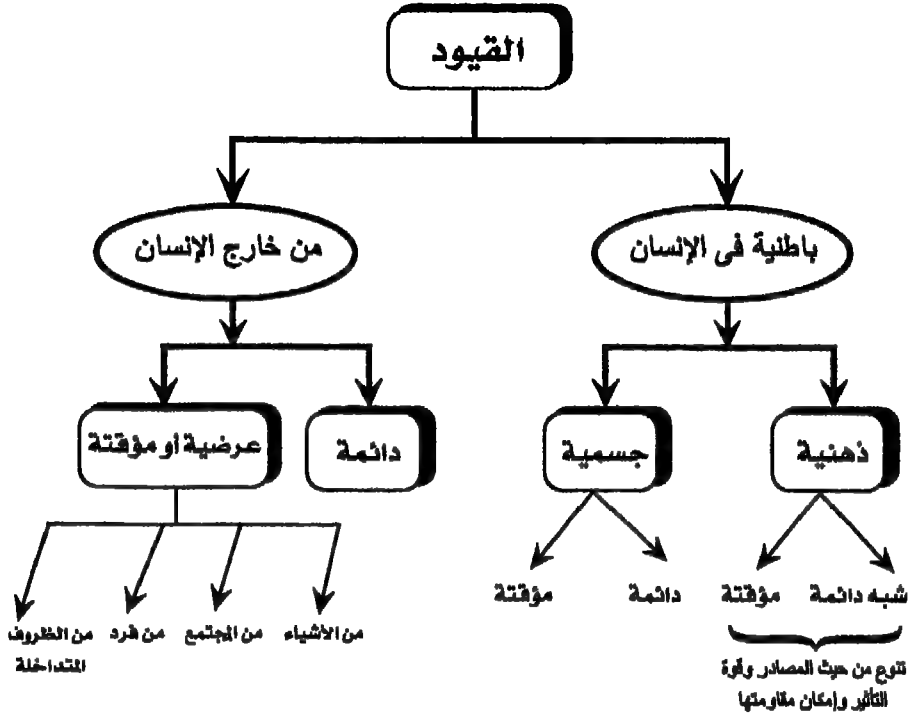 القيود
باطنية فى الإنسان
من خارج الإنسان
ذهنية
جسمية
دائمة
عرضية أو مؤقتة
شبه دائمة
مؤقتة
دائمة
مؤقتة
من الأشياء
من المجتمع
من فرد
من الظروف
المتداخلة
تنوع من حيث المصادر وقوة
التأثير وإمكان مقاومتها